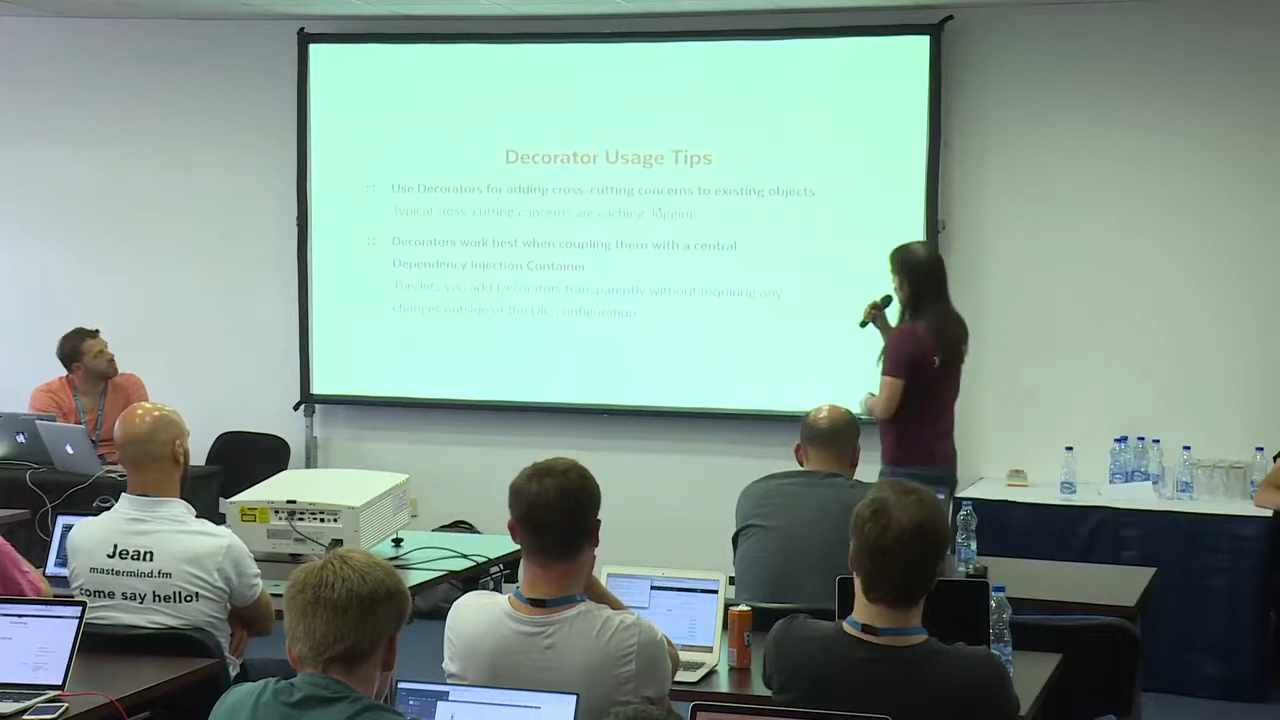 Decorator Usage Tips
:: Use Decorators for adding cross-cutting concerns to existing objects
Typical cross-cutting concerns are caching, logging
:: Decorators work best when coupling them with a central
Dependency Injection Container
This lets you add Decorators transparently without requiring any
changes outside of the DIC configuration
Jean
mastermind.fm
come say hello!